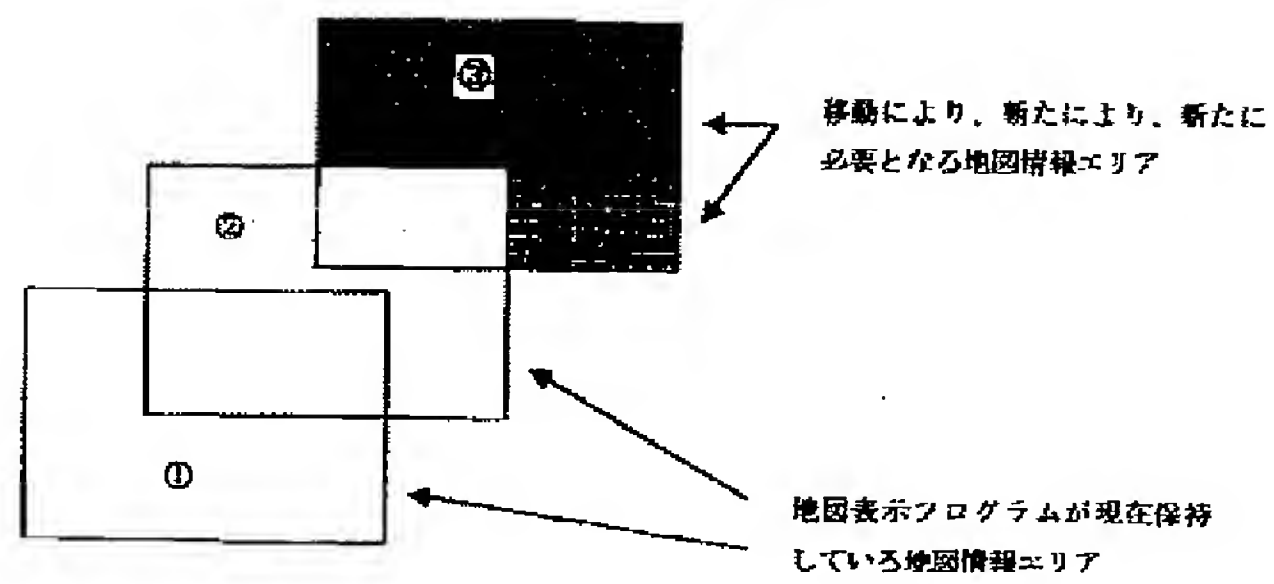 ③
移動により、新たにより、新たに
必要となる地図情報エリア
②
①
地図表示プログラムが現在保持
している地図情報エリア